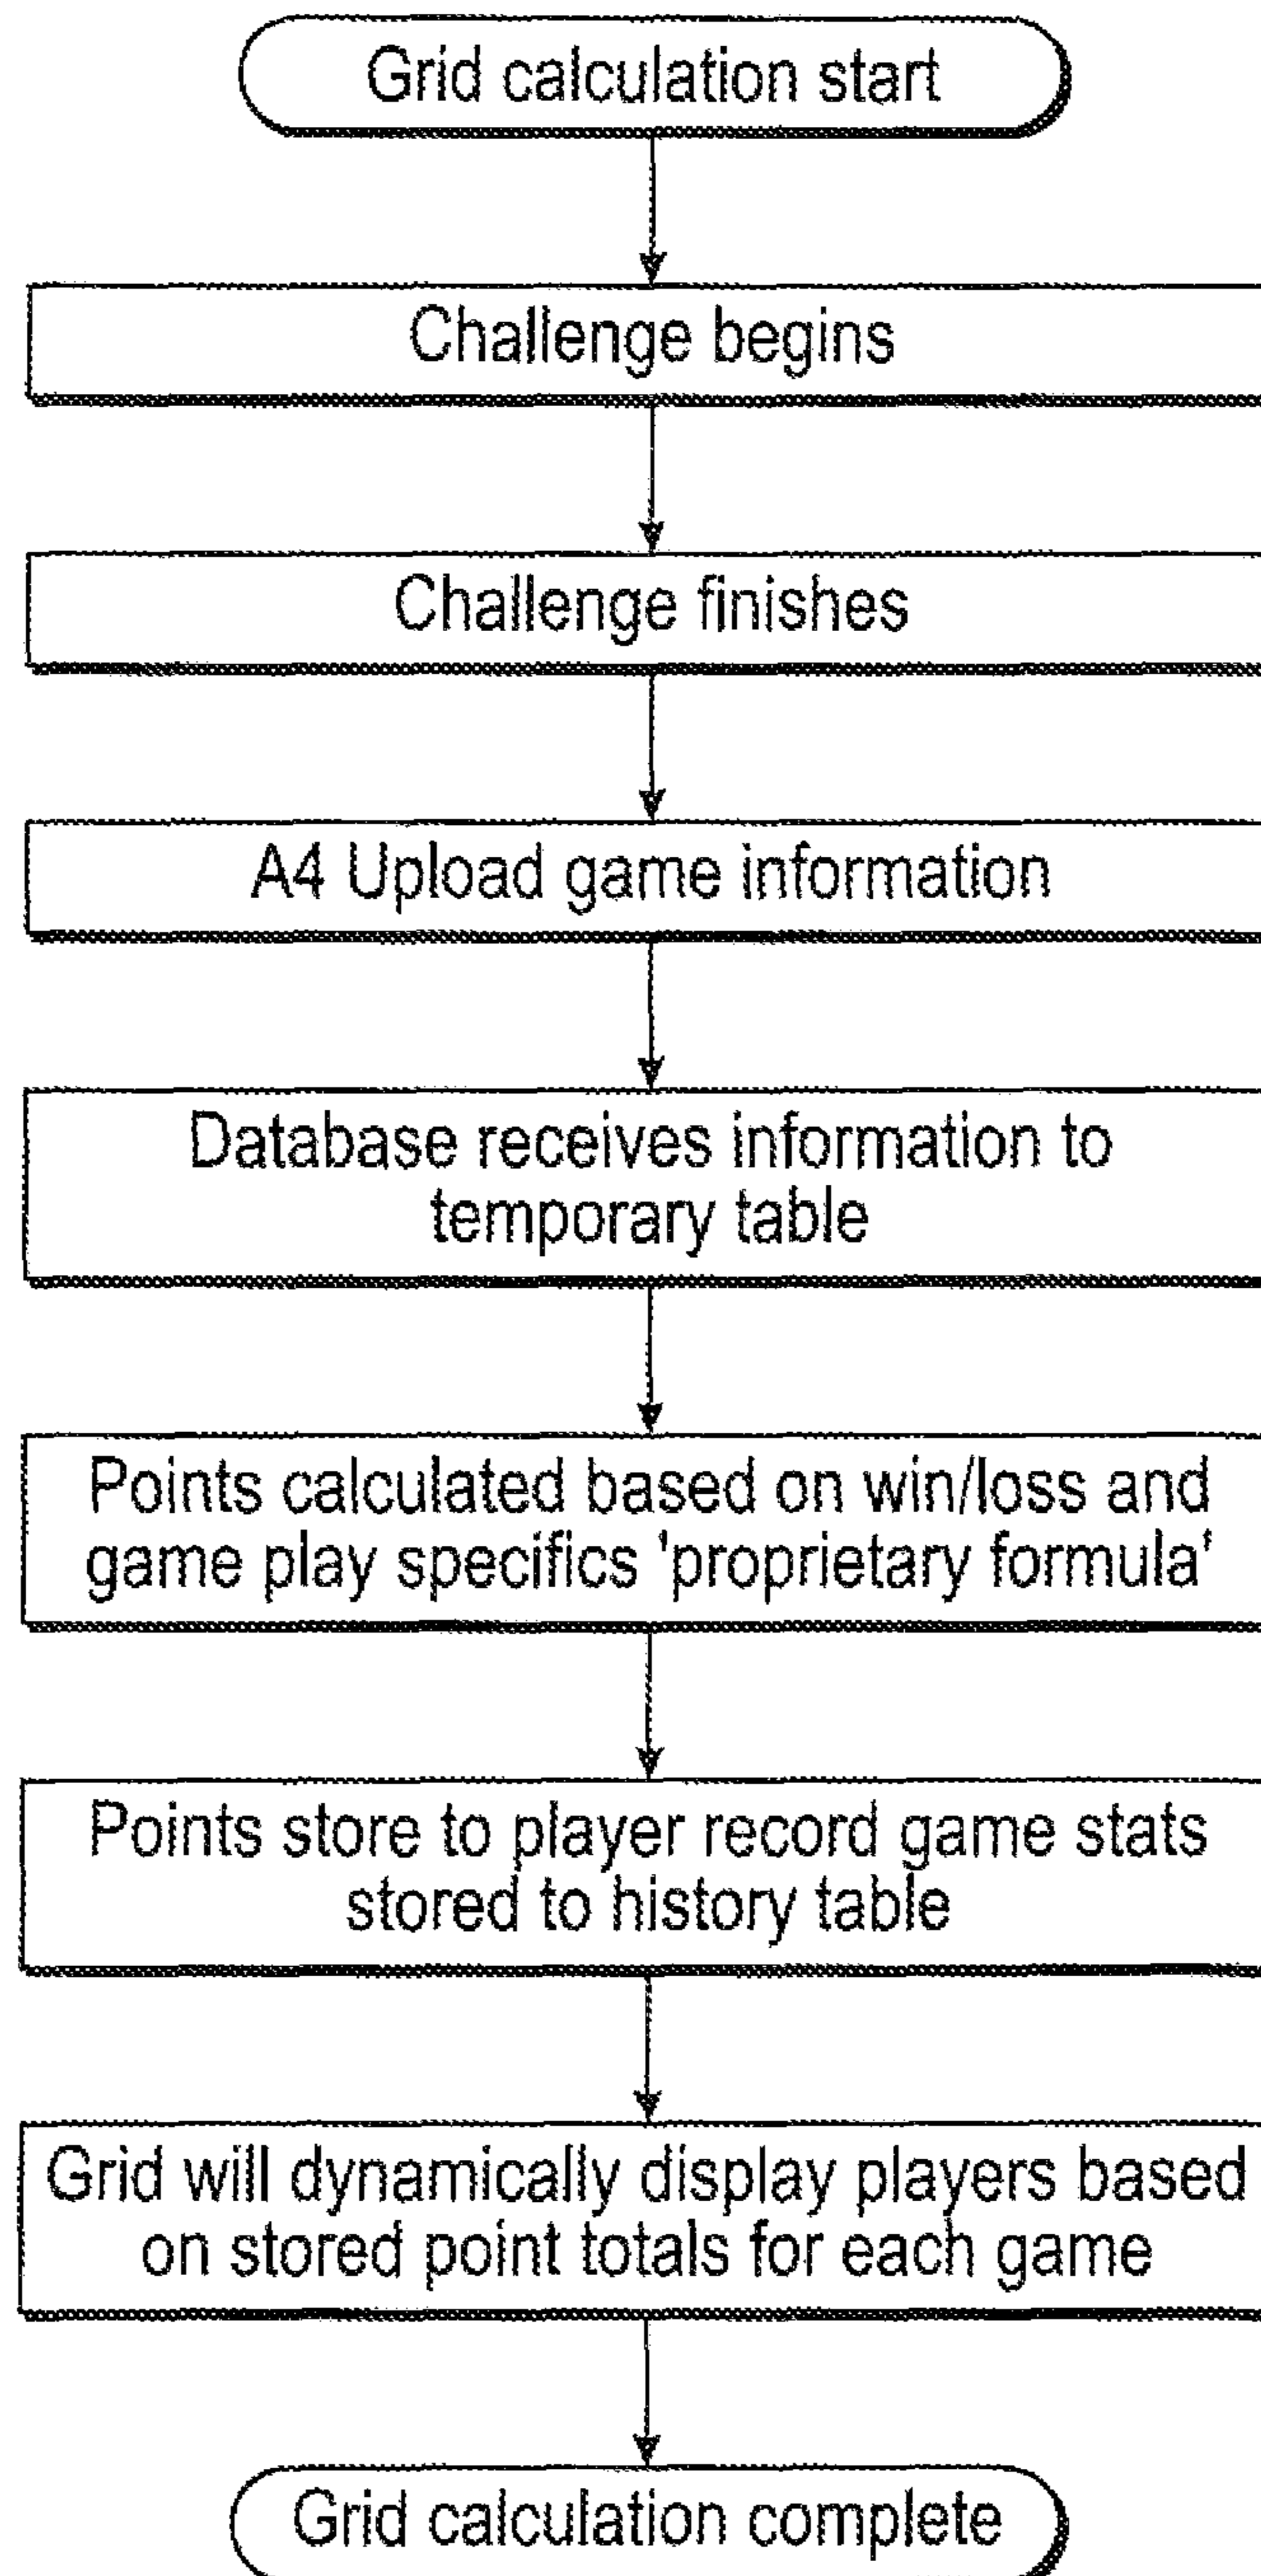 Grid calculation start
Challenge begins
Challenge finishes
A4 Upload game information
Database receives information to
temporary table
Points calculated based on win/loss and
game play specifics 'proprietary formula'
Points store to player record game stats
stored to history table
Grid will dynamically display players based
on stored point totals for each game
Grid calculation complete